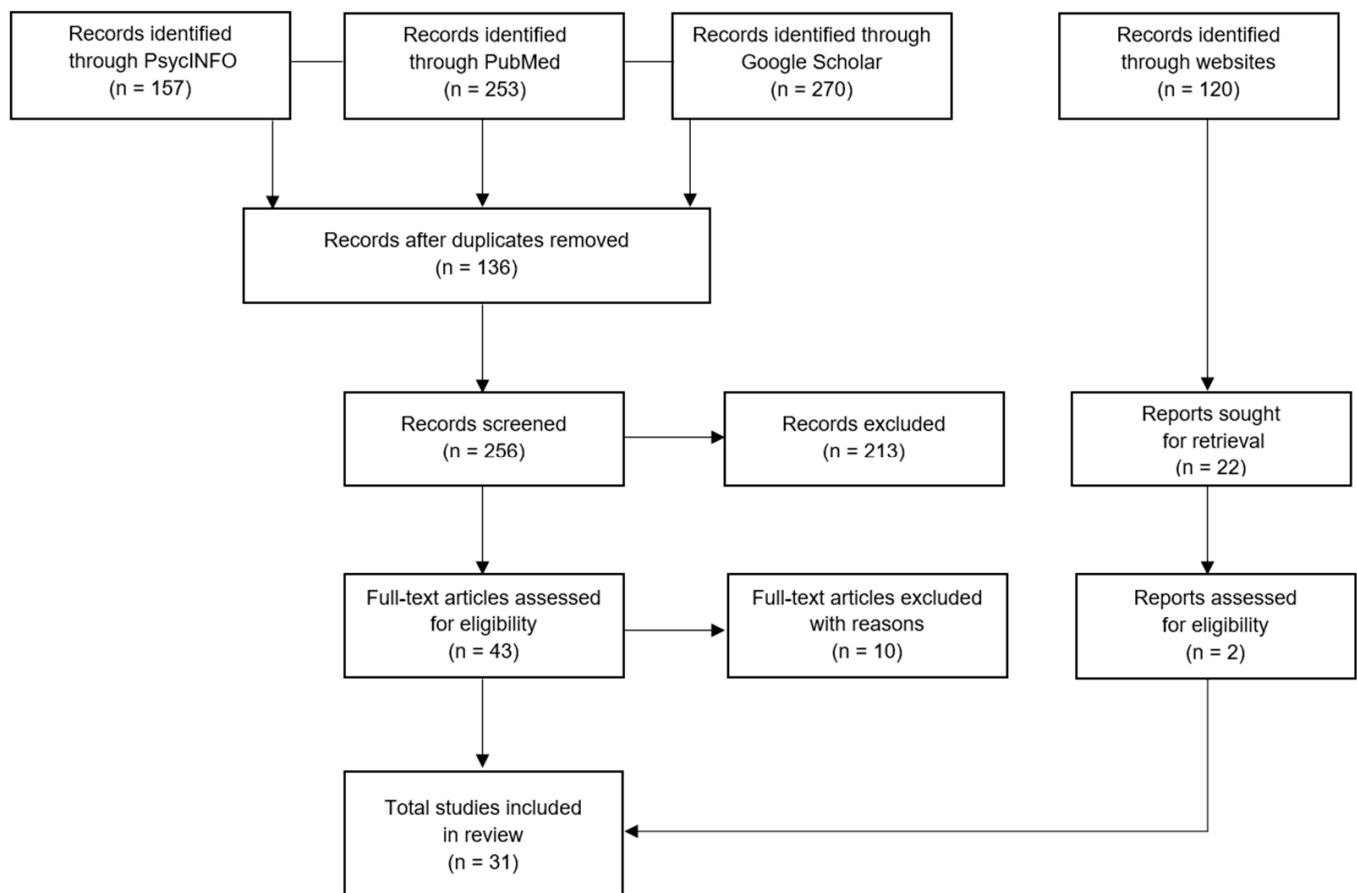 Records identified
through PsycINFO
(n = 157)
Records identified
through PubMed
(n = 253)
Records identified through
Google Scholar
(n = 270)
Records identified
through websites
(n = 120)
Records after duplicates removed
(n = 136)
Records screened
(n = 256)
Records excluded
(n = 213)
Reports sought
for retrieval
(n = 22)
Full-text articles assessed
for eligibility
(n = 43)
Full-text articles excluded
with reasons
(n = 10)
Reports assessed
for eligibility
(n = 2)
Total studies included
in review
(n = 31)